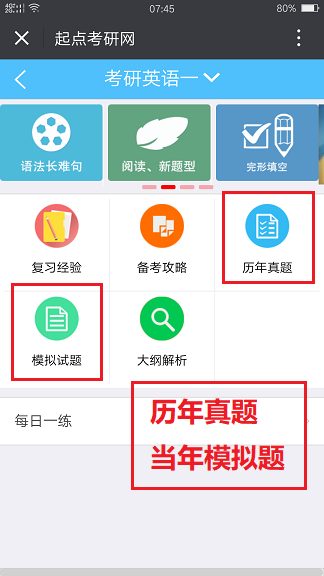 07:45
80%
起点考研网
考研英语一
语法长难句
阅读、新题型
完形填空
复习经验
备考攻略
历年真题
模拟试题
大纲解析
每日一练
历年真题
当年模拟题